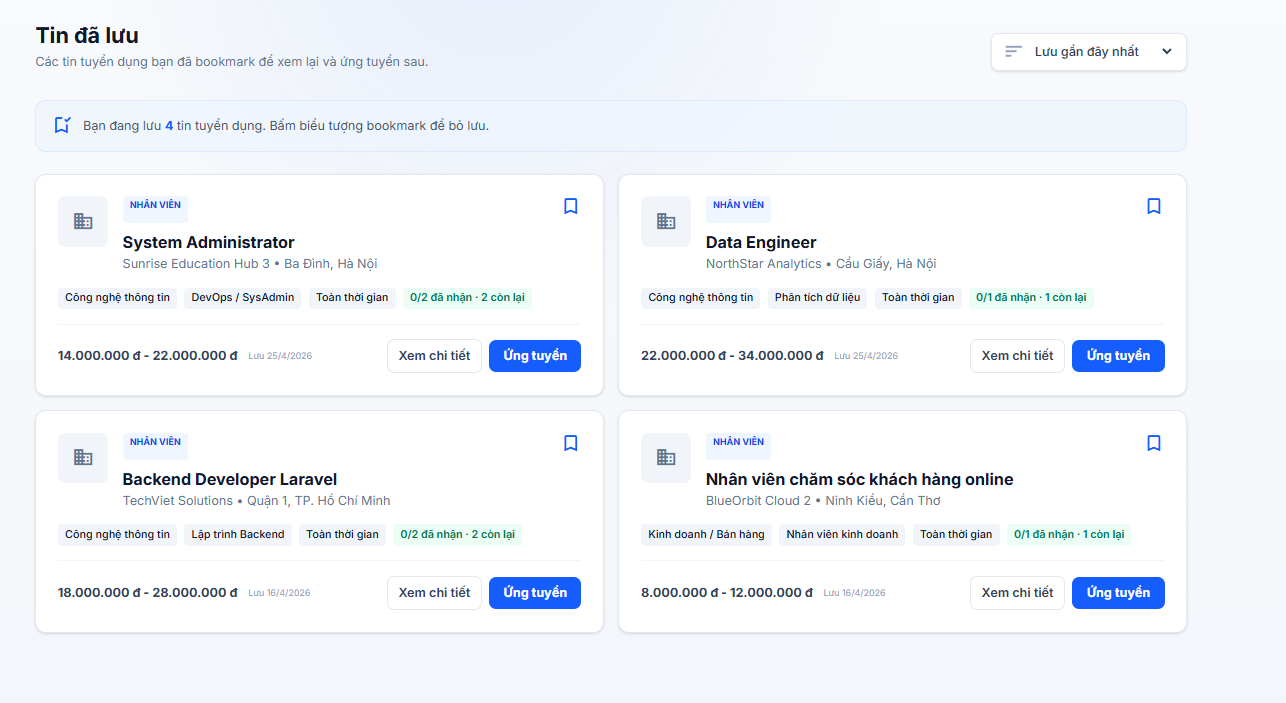 Tin đã lưu
Các tin tuyển dụng bạn đã bookmark để xem lại và ứng tuyển sau.
Lưu gần đây nhất
Bạn đang lưu 4 tin tuyển dụng. Bấm biểu tượng bookmark để bỏ lưu.
NHÂN VIÊN
System Administrator
Sunrise Education Hub 3 • Ba Đình, Hà Nội
Công nghệ thông tin DevOps / SysAdmin Toàn thời gian 0/2 đã nhận · 2 còn lại
14.000.000 đ - 22.000.000 đ Lưu 25/4/2026 Xem chi tiết Ứng tuyển
NHÂN VIÊN
Data Engineer
NorthStar Analytics • Cầu Giấy, Hà Nội
Công nghệ thông tin Phân tích dữ liệu Toàn thời gian 0/1 đã nhận · 1 còn lại
22.000.000 đ - 34.000.000 đ Lưu 25/4/2026 Xem chi tiết Ứng tuyển
NHÂN VIÊN
Backend Developer Laravel
TechViet Solutions • Quận 1, TP. Hồ Chí Minh
Công nghệ thông tin Lập trình Backend Toàn thời gian 0/2 đã nhận · 2 còn lại
18.000.000 đ - 28.000.000 đ Lưu 16/4/2026 Xem chi tiết Ứng tuyển
NHÂN VIÊN
Nhân viên chăm sóc khách hàng online
BlueOrbit Cloud 2 • Ninh Kiều, Cần Thơ
Kinh doanh / Bán hàng Nhân viên kinh doanh Toàn thời gian 0/1 đã nhận · 1 còn lại
8.000.000 đ - 12.000.000 đ Lưu 16/4/2026 Xem chi tiết Ứng tuyển